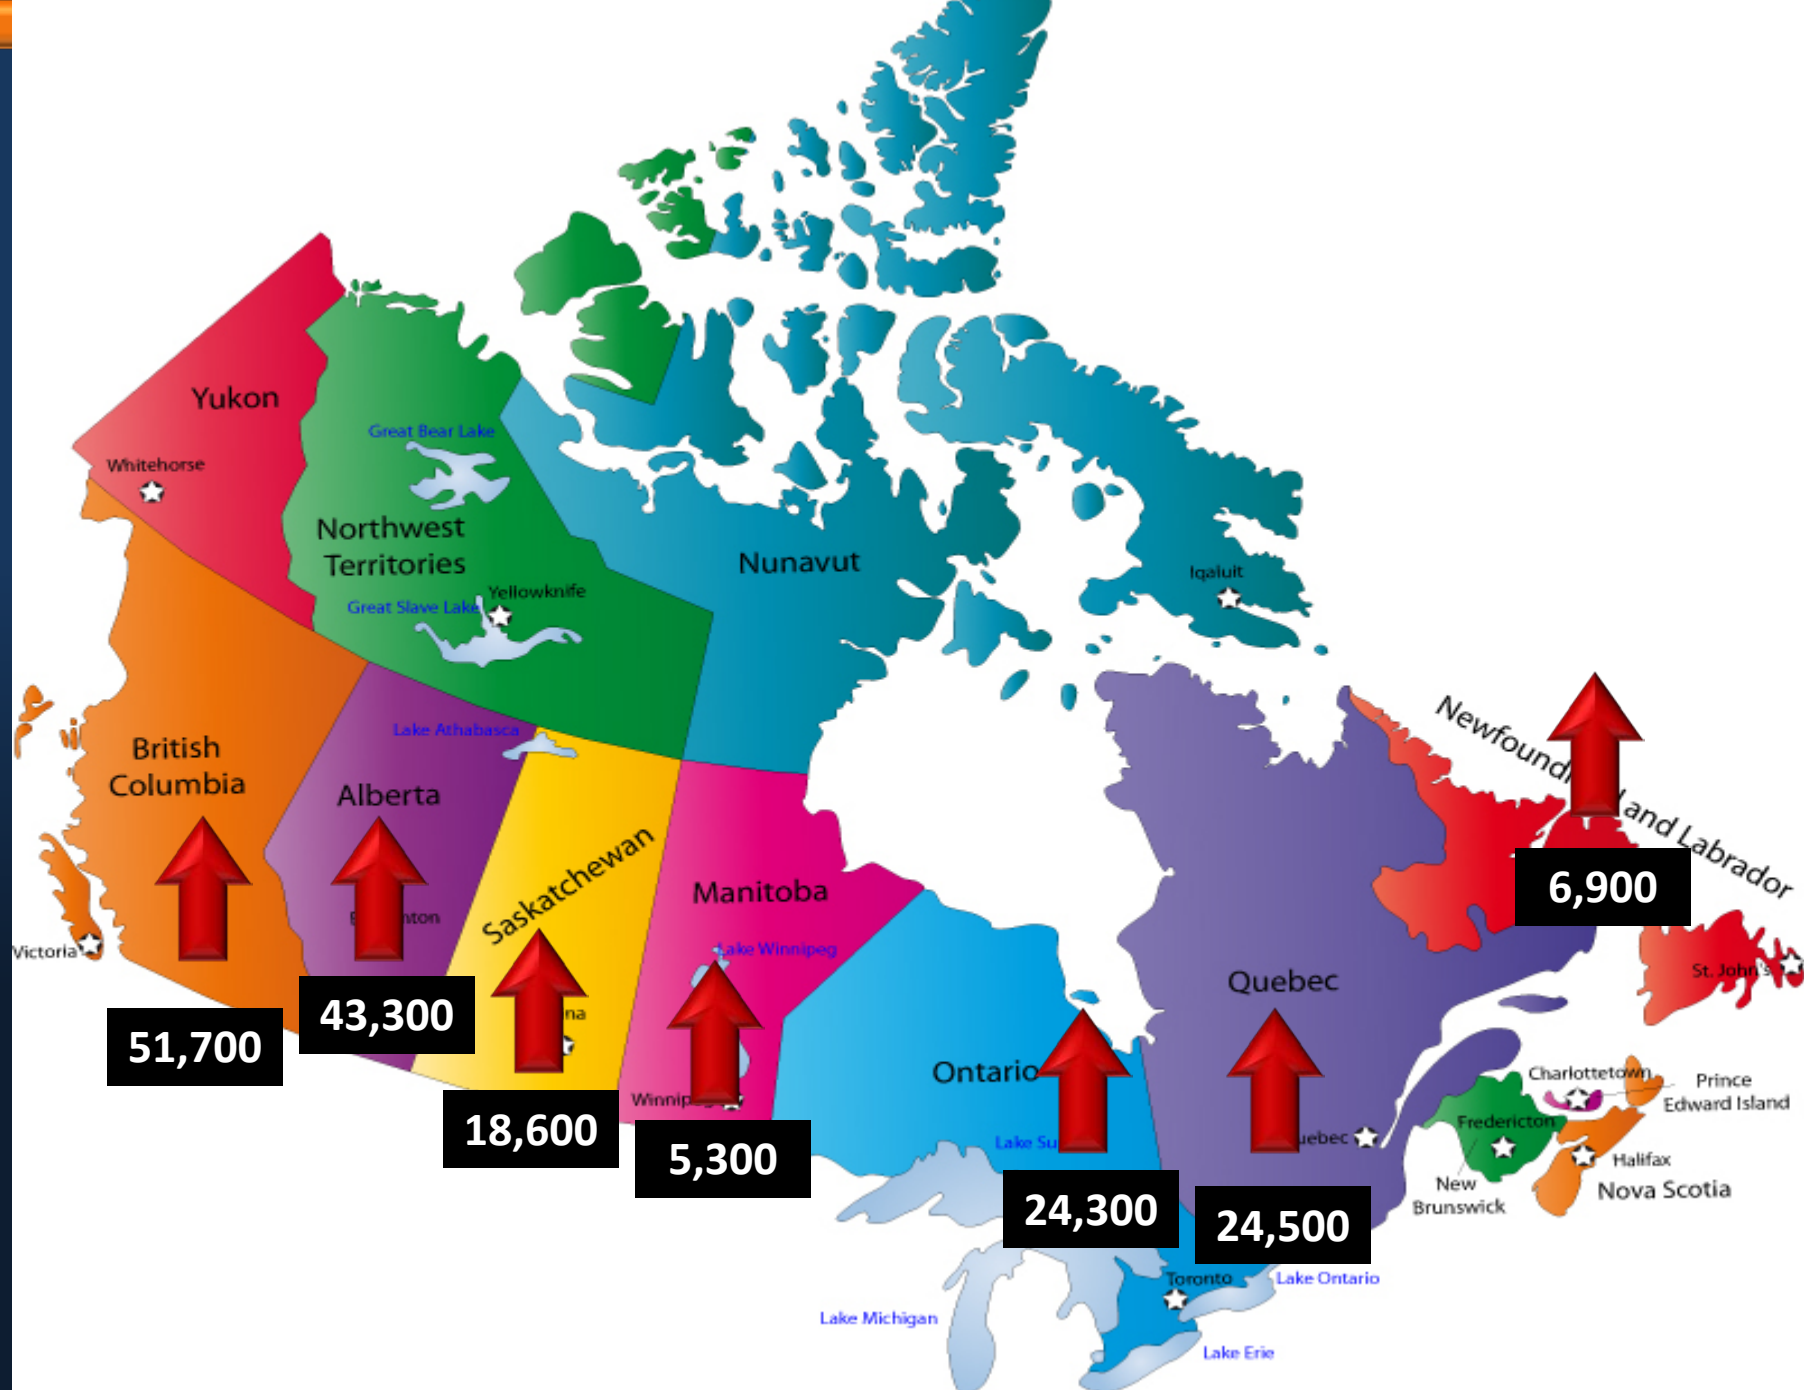 Yukon
Great Bear Lake
Whitehorse
Northwest
Territories
Nunavut
Iqaluit
Yellowknife
Great Slave Lake
Lake Athabasca
British
Columbia
Alberta
Saskatchewan
Manitoba
Lake Winnipeg
and Labrador
6,900
Victoria
St. John's
Quebec
51,700
43,300
18,600
5,300
Ontario
24,300
24,500
Charlottetown
Prince
Edward Island
Fredericton
Halifax
Nova Scotia
New
Brunswick
Toronto
Lake Ontario
Lake Michigan
Lake Erie